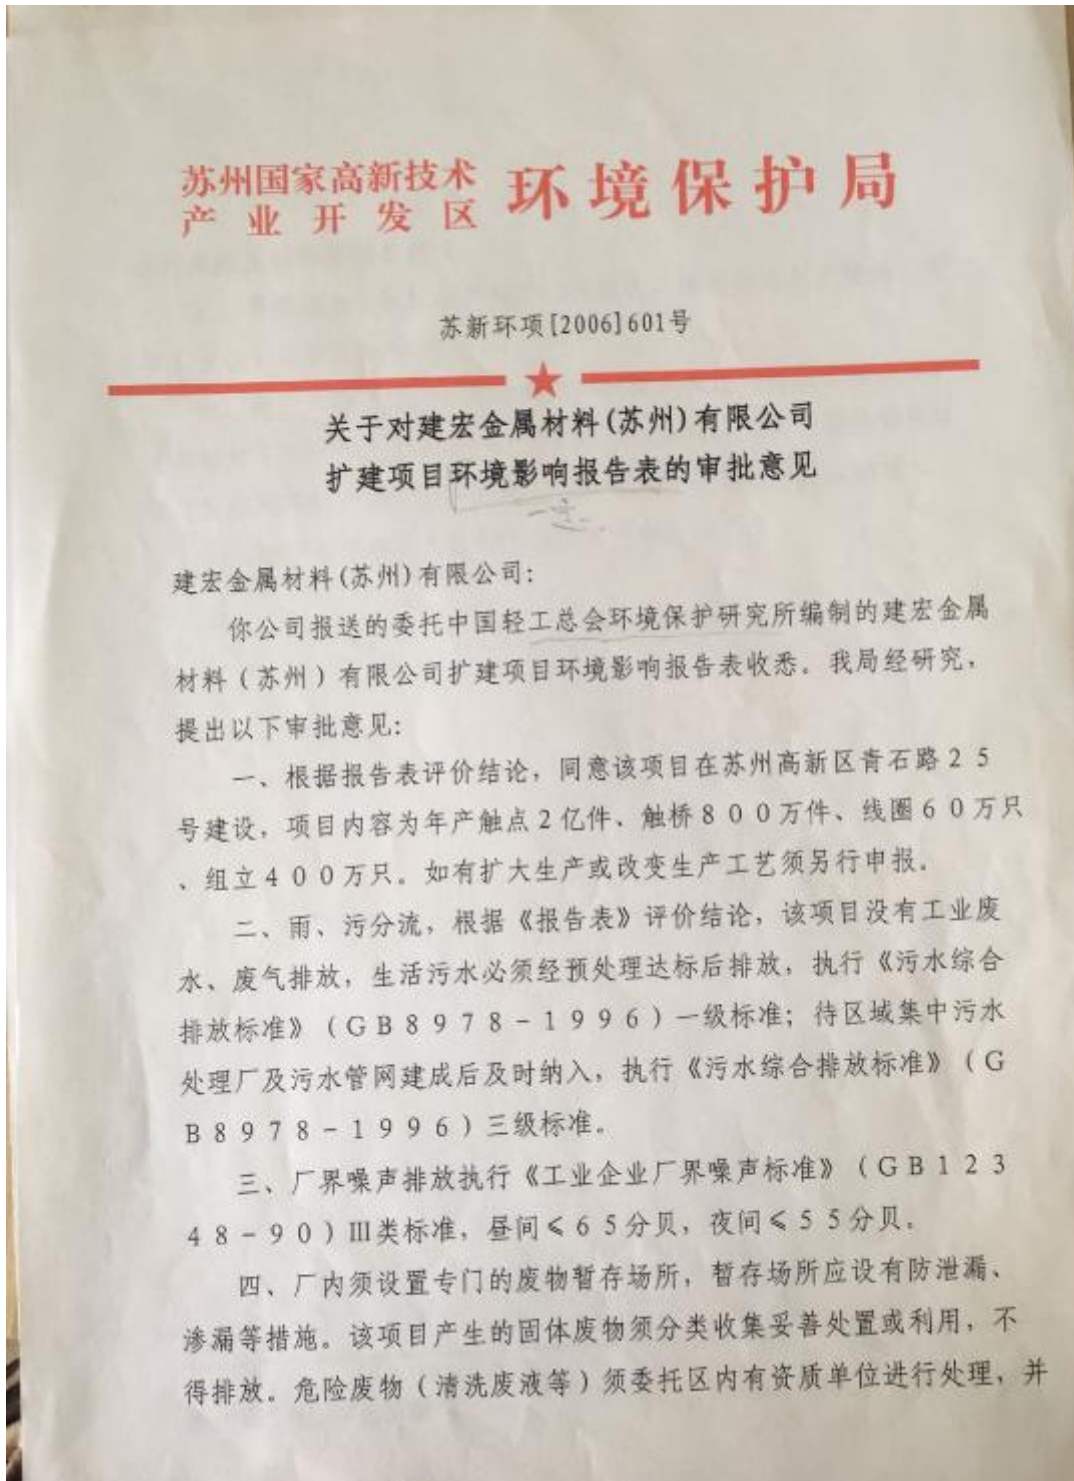 苏州国家高新技术
产业开发区
环境保护局
苏新环项[2006]601号
关于对建宏金属材料(苏州)有限公司
扩建项目环境影响报告表的审批意见
建宏金属材料(苏州)有限公司:
你公司报送的委托中国轻工总会环境保护研究所编制的建宏金属
材料(苏州)有限公司扩建项目环境影响报告表收悉。我局经研究,
提出以下审批意见:
一、根据报告表评价结论,同意该项目在苏州高新区青石路25
号建设,项目内容为年产触点2亿件、触桥800万件、线圈60万只
、组立400万只。如有扩大生产或改变生产工艺须另行申报。
二、雨、污分流,根据《报告表》评价结论,该项目没有工业废
水、废气排放,生活污水必须经预处理达标后排放,执行《污水综合
排放标准》(GB8978-1996)一级标准;待区域集中污水
处理厂及污水管网建成后及时纳入,执行《污水综合排放标准》(G
B8978-1996)三级标准。
三、厂界噪声排放执行《工业企业厂界噪声标准》(GB123
48-90)Ⅲ类标准,昼间≤65分贝,夜间≤55分贝。
四、厂内须设置专门的废物暂存场所,暂存场所应设有防泄漏、
渗漏等措施。该项目产生的固体废物须分类收集妥善处置或利用,不
得排放。危险废物(清洗废液等)须委托区内有资质单位进行处理,并